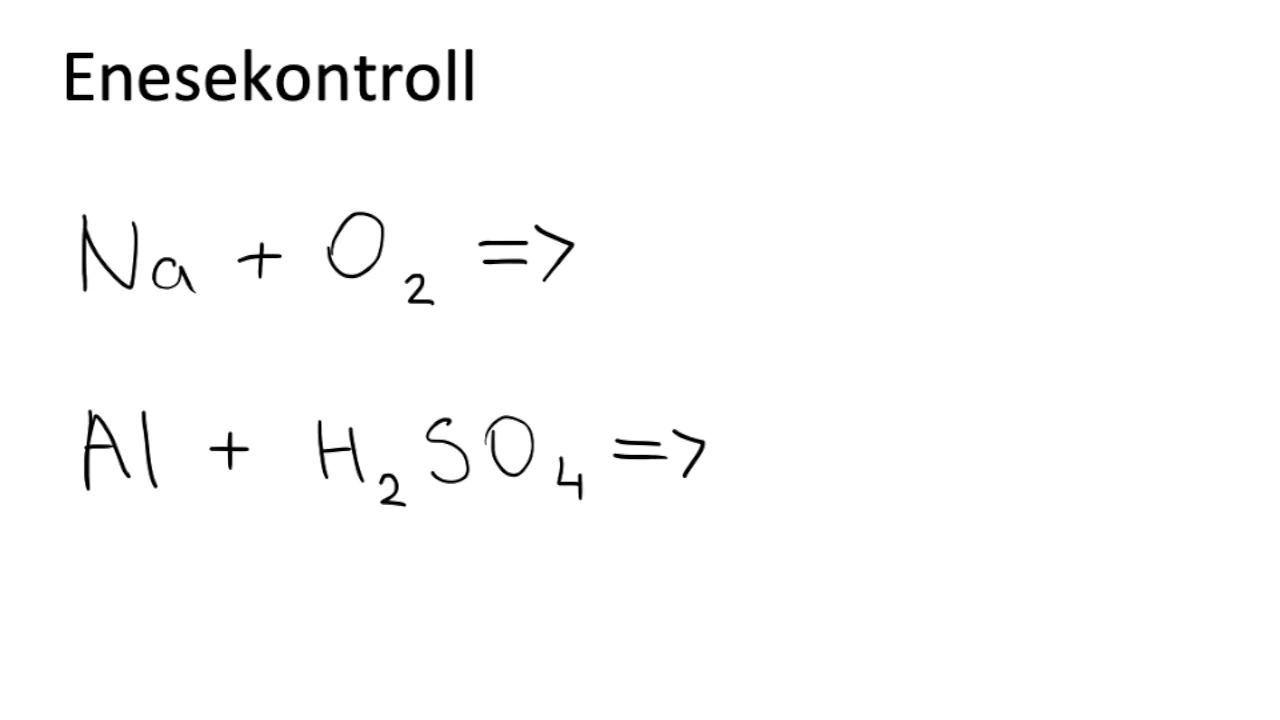 Enesekontroll
Na + O₂ =>
Al + H₂SO₄ =>